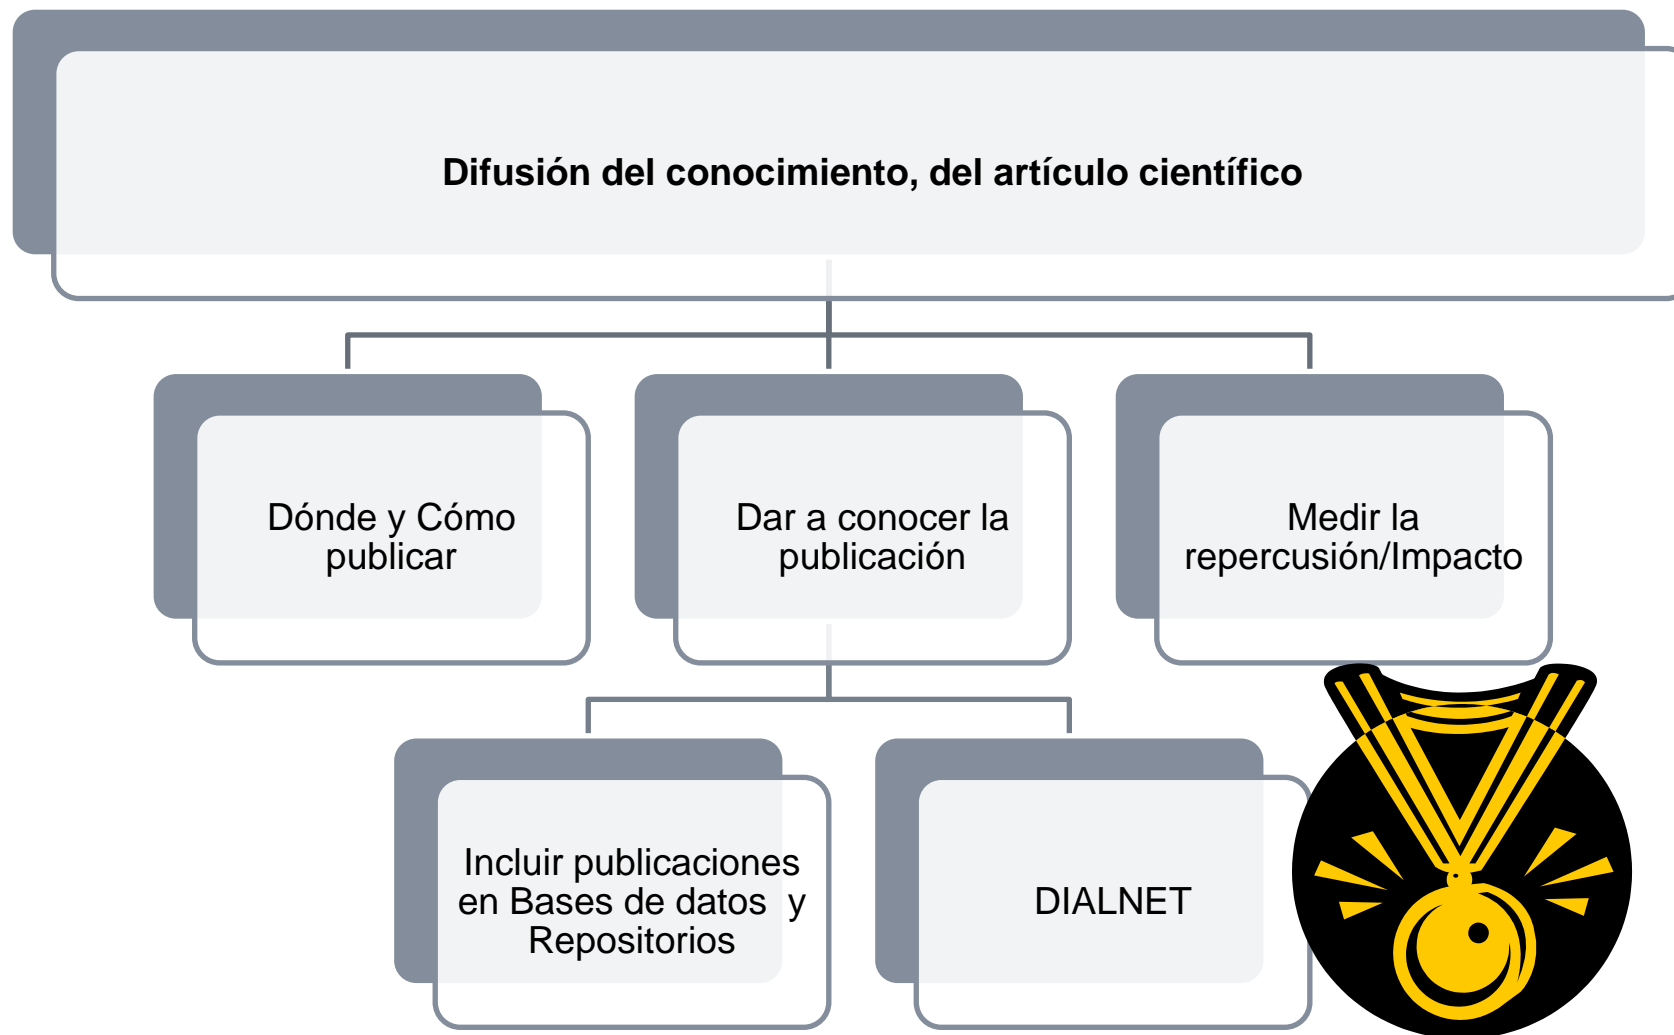 Difusión del conocimiento, del artículo científico
Dónde y Cómo
publicar
Dar a conocer la
publicación
Medir la
repercusión/Impacto
Incluir publicaciones
en Bases de datos  y
Repositorios
DIALNET